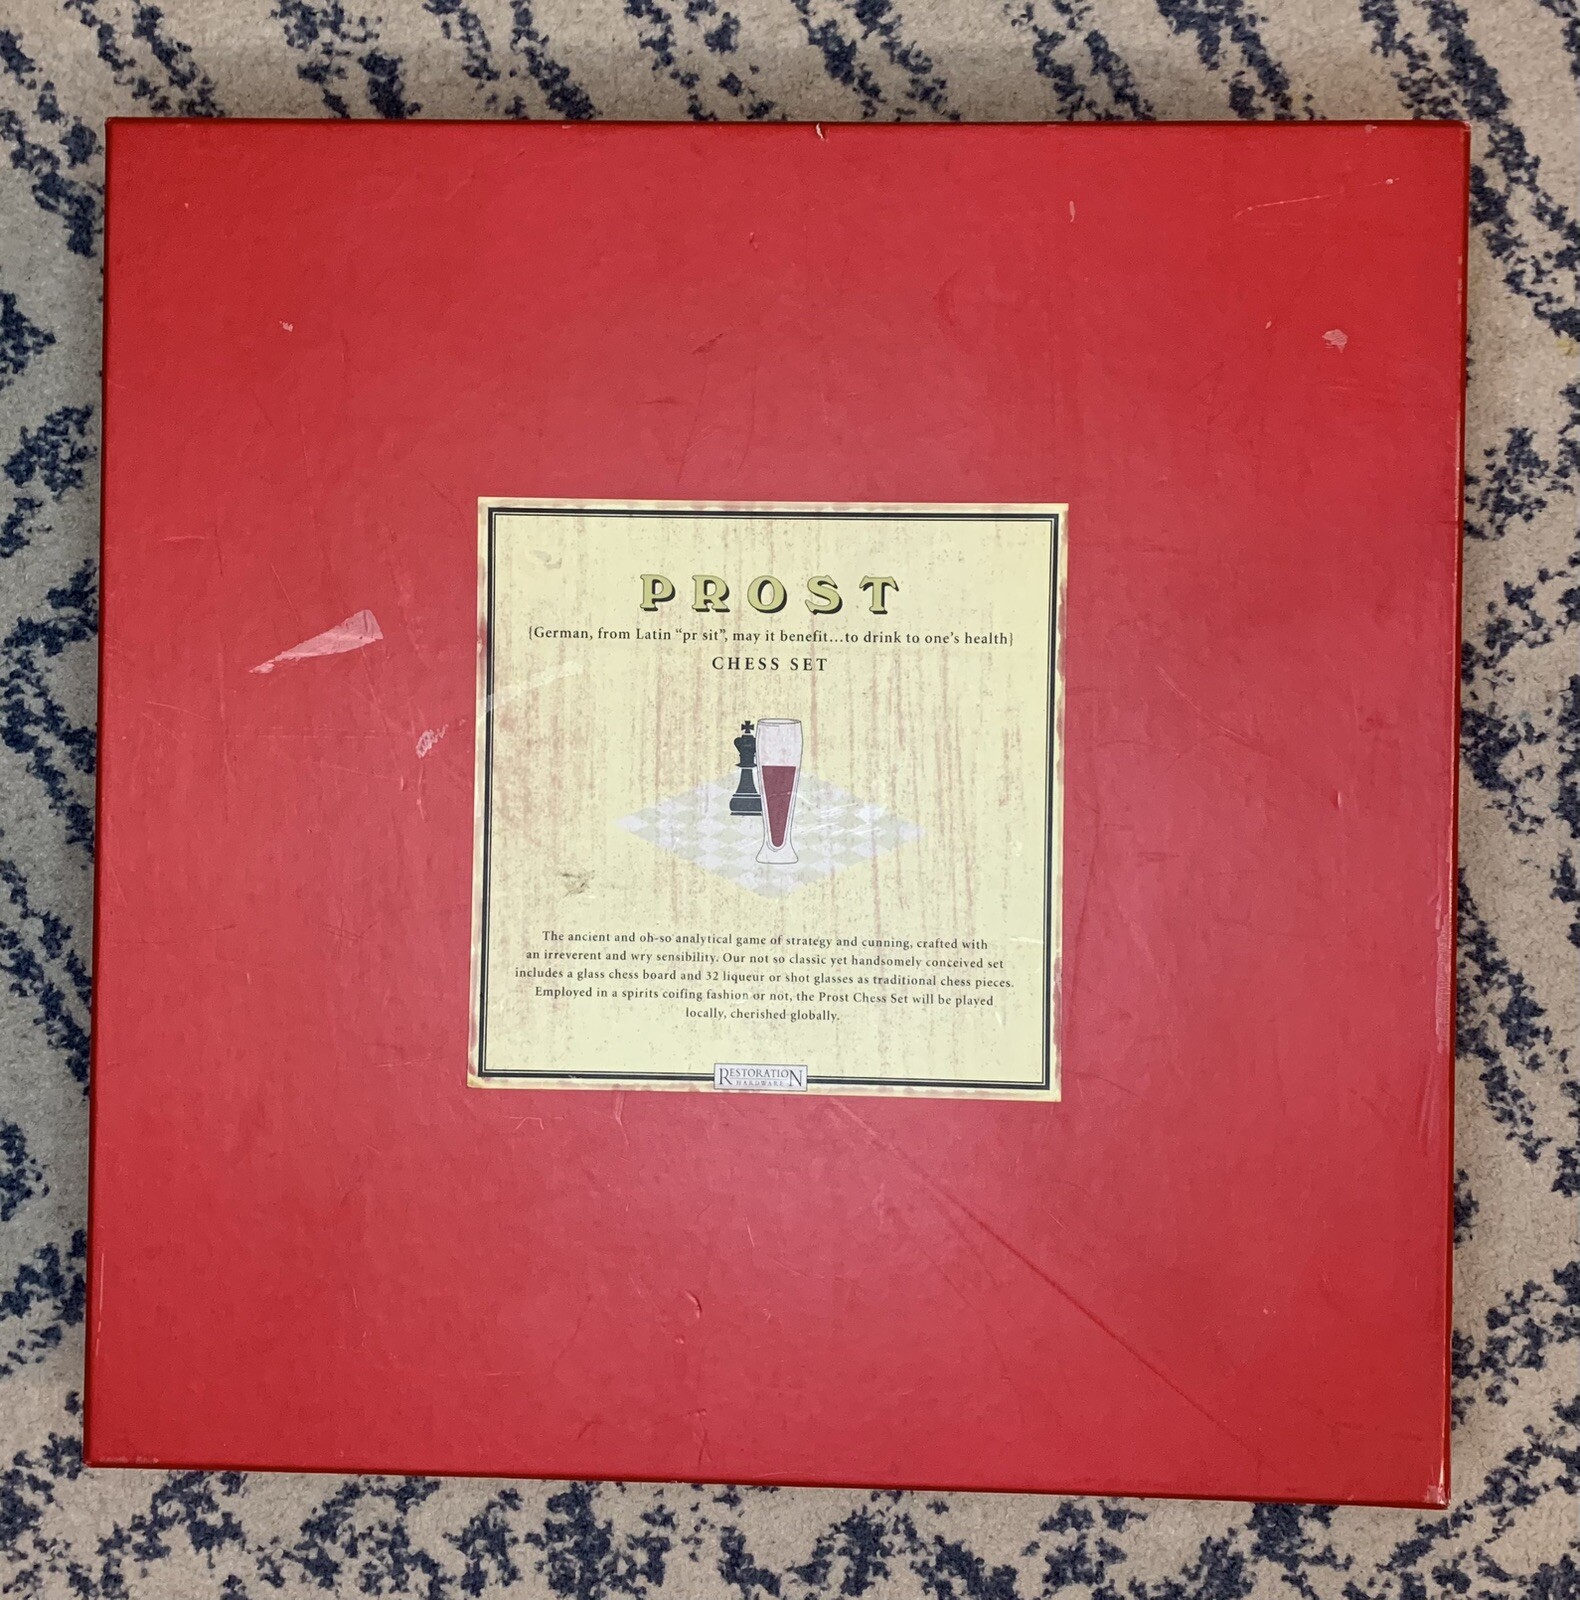 PROST
{German, from Latin “pr sit”, may it benefit...to drink to one’s health}
CHESS SET
The ancient and oh-so analytical game of strategy and cunning, crafted with
an irreverent and wry sensibility. Our not so classic yet handsomely conceived set
includes a glass chess board and 32 liqueur or shot glasses as traditional chess pieces.
Employed in a spirits coifing fashion or not, the Prost Chess Set will be played
locally, cherished globally.
RESTORATION
HARDWARE